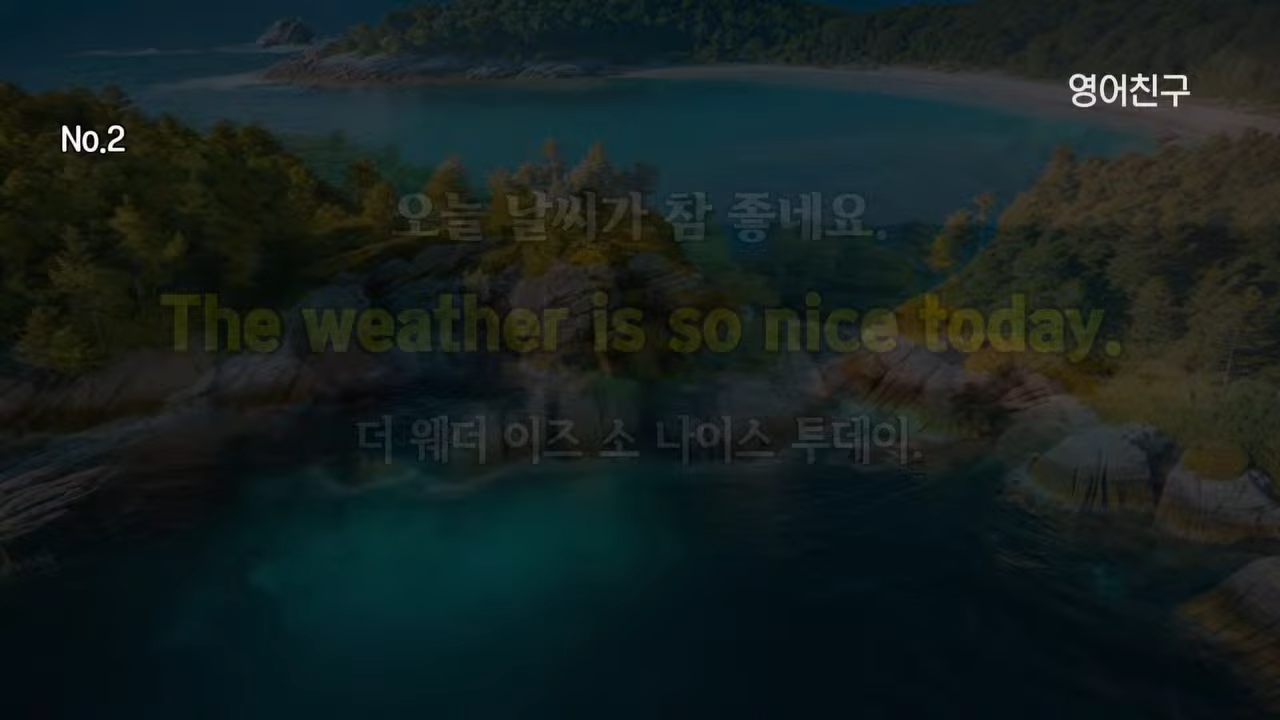 영어친구
No.2
오늘 날씨가 참 좋네요.
The weather is so nice today.
더 웨더 이즈 소 나이스 투데이.